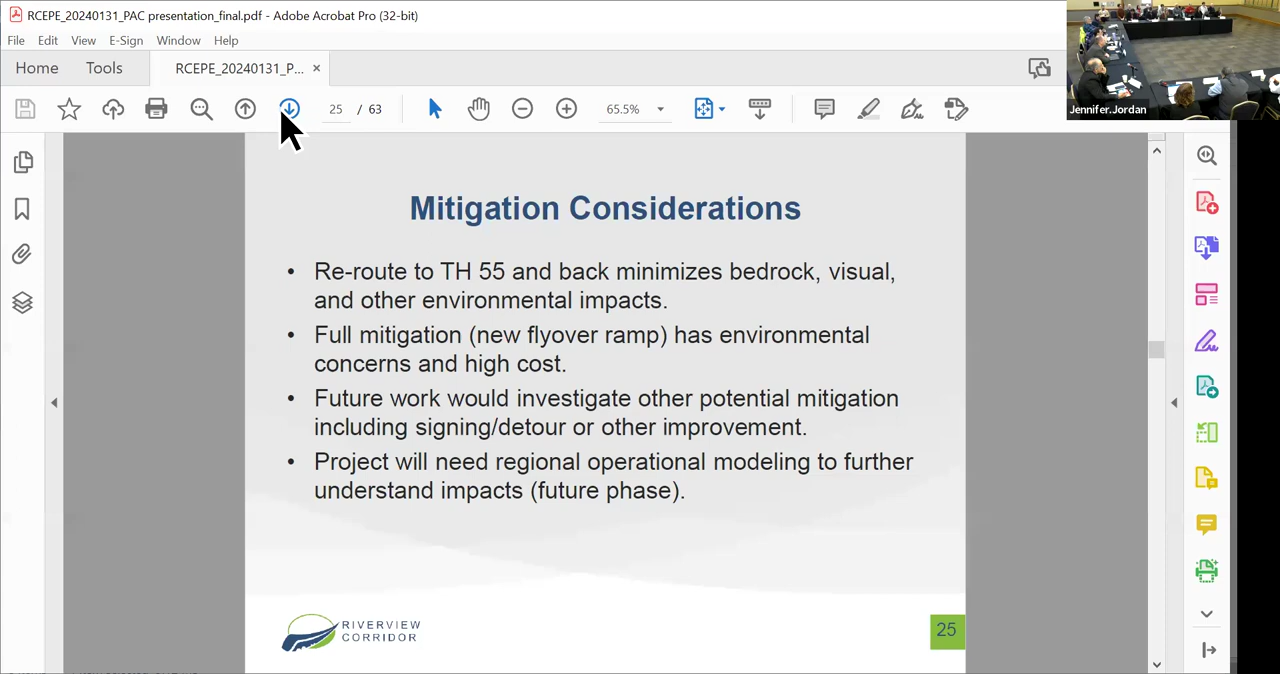 RCEPE_20240131_PAC presentation_final.pdf - Adobe Acrobat Pro (32-bit)
File Edit View E-Sign Window Help
Home Tools RCEPE_20240131_P... ×
25 / 63 65.5%
Jennifer.Jordan
Mitigation Considerations
• Re-route to TH 55 and back minimizes bedrock, visual,
and other environmental impacts.
• Full mitigation (new flyover ramp) has environmental
concerns and high cost.
• Future work would investigate other potential mitigation
including signing/detour or other improvement.
• Project will need regional operational modeling to further
understand impacts (future phase).
RIVERVIEW
CORRIDOR
25